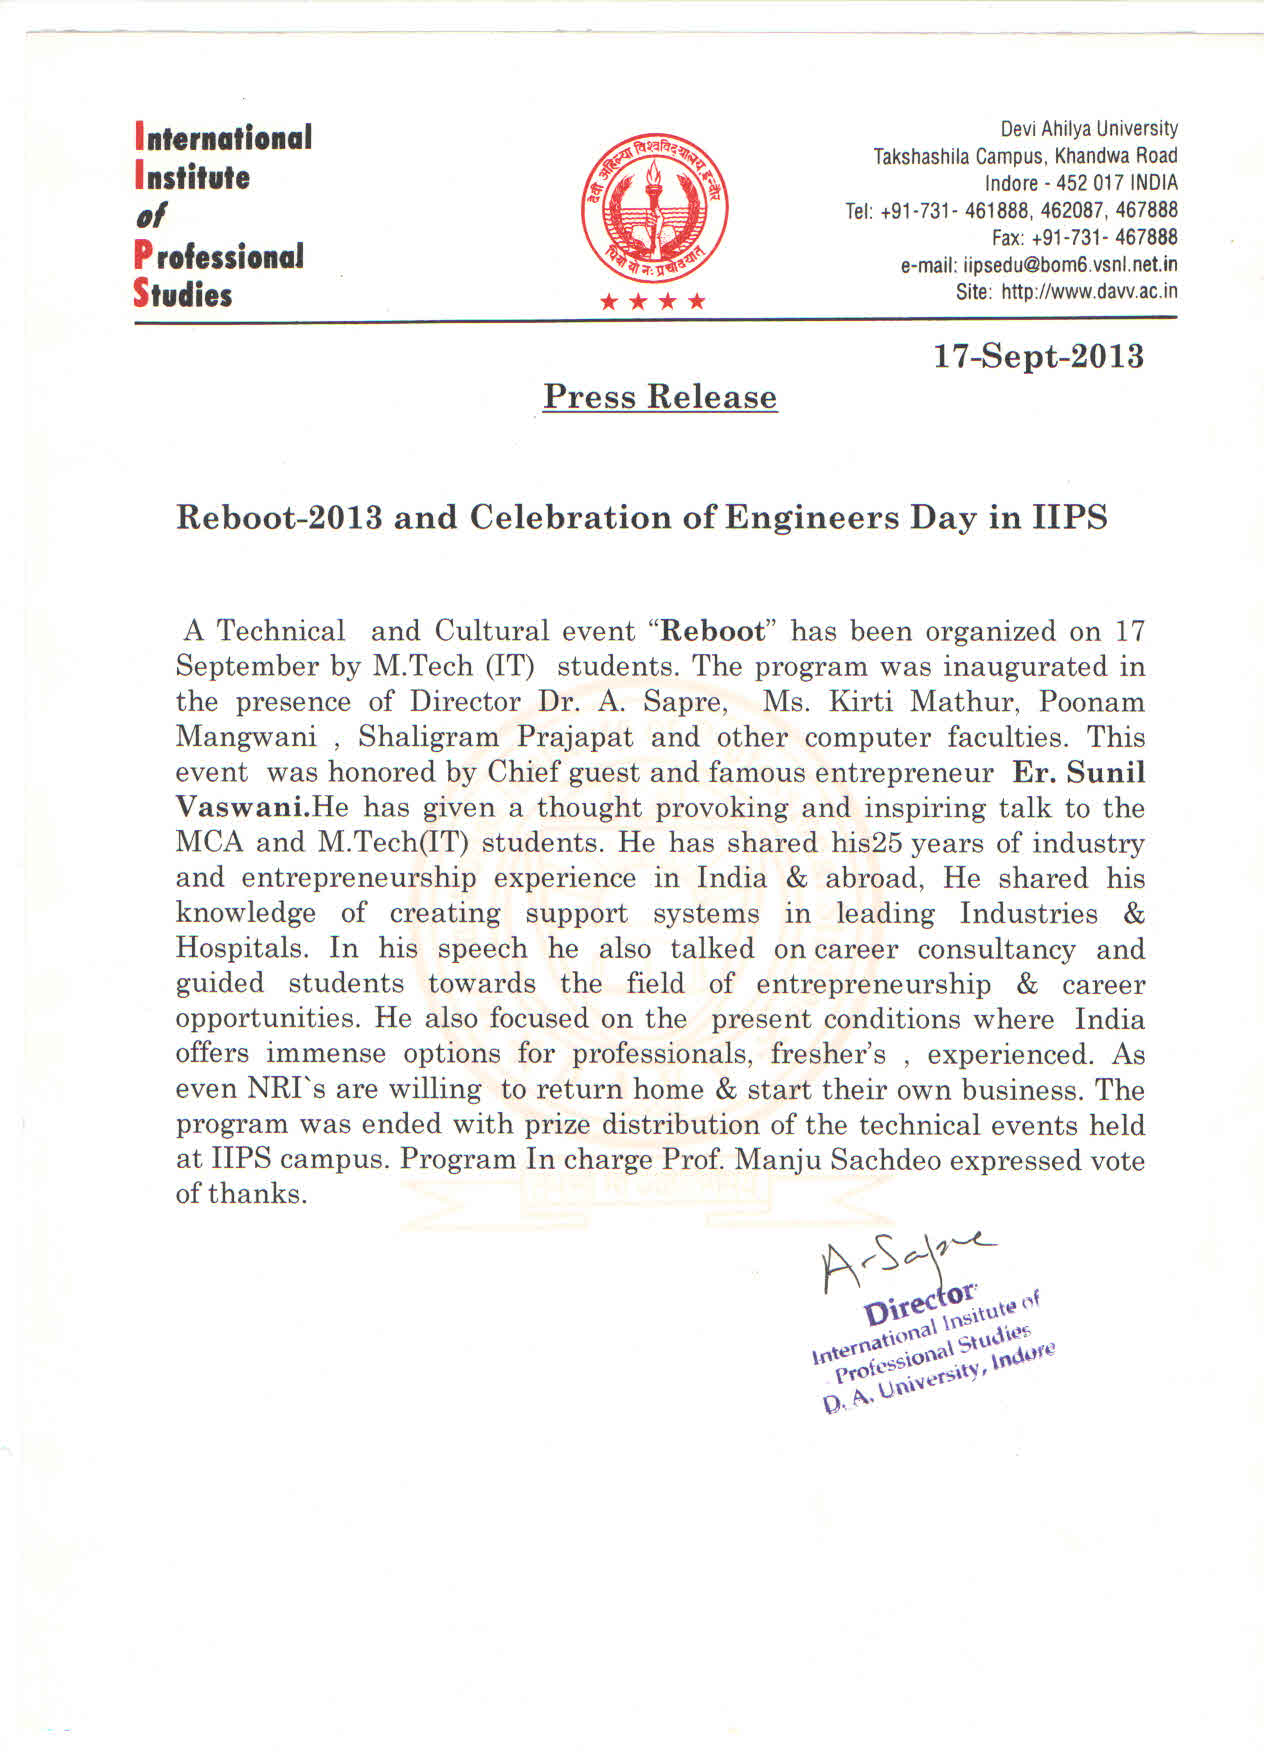 International
Institute
of
Professional
Studies
देवी अहिल्या विश्वविद्यालय, इन्दौर
धियो यो नः प्रचोदयात्
Devi Ahilya University
Takshashila Campus, Khandwa Road
Indore - 452 017 INDIA
Tel: +91-731- 461888, 462087, 467888
Fax: +91-731- 467888
e-mail: iipsedu@bom6.vsnl.net.in
Site: http://www.davv.ac.in
17-Sept-2013
Press Release
Reboot-2013 and Celebration of Engineers Day in IIPS
A Technical and Cultural event “Reboot” has been organized on 17
September by M.Tech (IT) students. The program was inaugurated in
the presence of Director Dr. A. Sapre, Ms. Kirti Mathur, Poonam
Mangwani , Shaligram Prajapat and other computer faculties. This
event was honored by Chief guest and famous entrepreneur Er. Sunil
Vaswani.He has given a thought provoking and inspiring talk to the
MCA and M.Tech(IT) students. He has shared his25 years of industry
and entrepreneurship experience in India & abroad, He shared his
knowledge of creating support systems in leading Industries &
Hospitals. In his speech he also talked on career consultancy and
guided students towards the field of entrepreneurship & career
opportunities. He also focused on the present conditions where India
offers immense options for professionals, fresher’s , experienced. As
even NRI`s are willing to return home & start their own business. The
program was ended with prize distribution of the technical events held
at IIPS campus. Program In charge Prof. Manju Sachdeo expressed vote
of thanks.
A-Sapre
Director
International Insitute of
Professional Studies
D. A. University, Indore